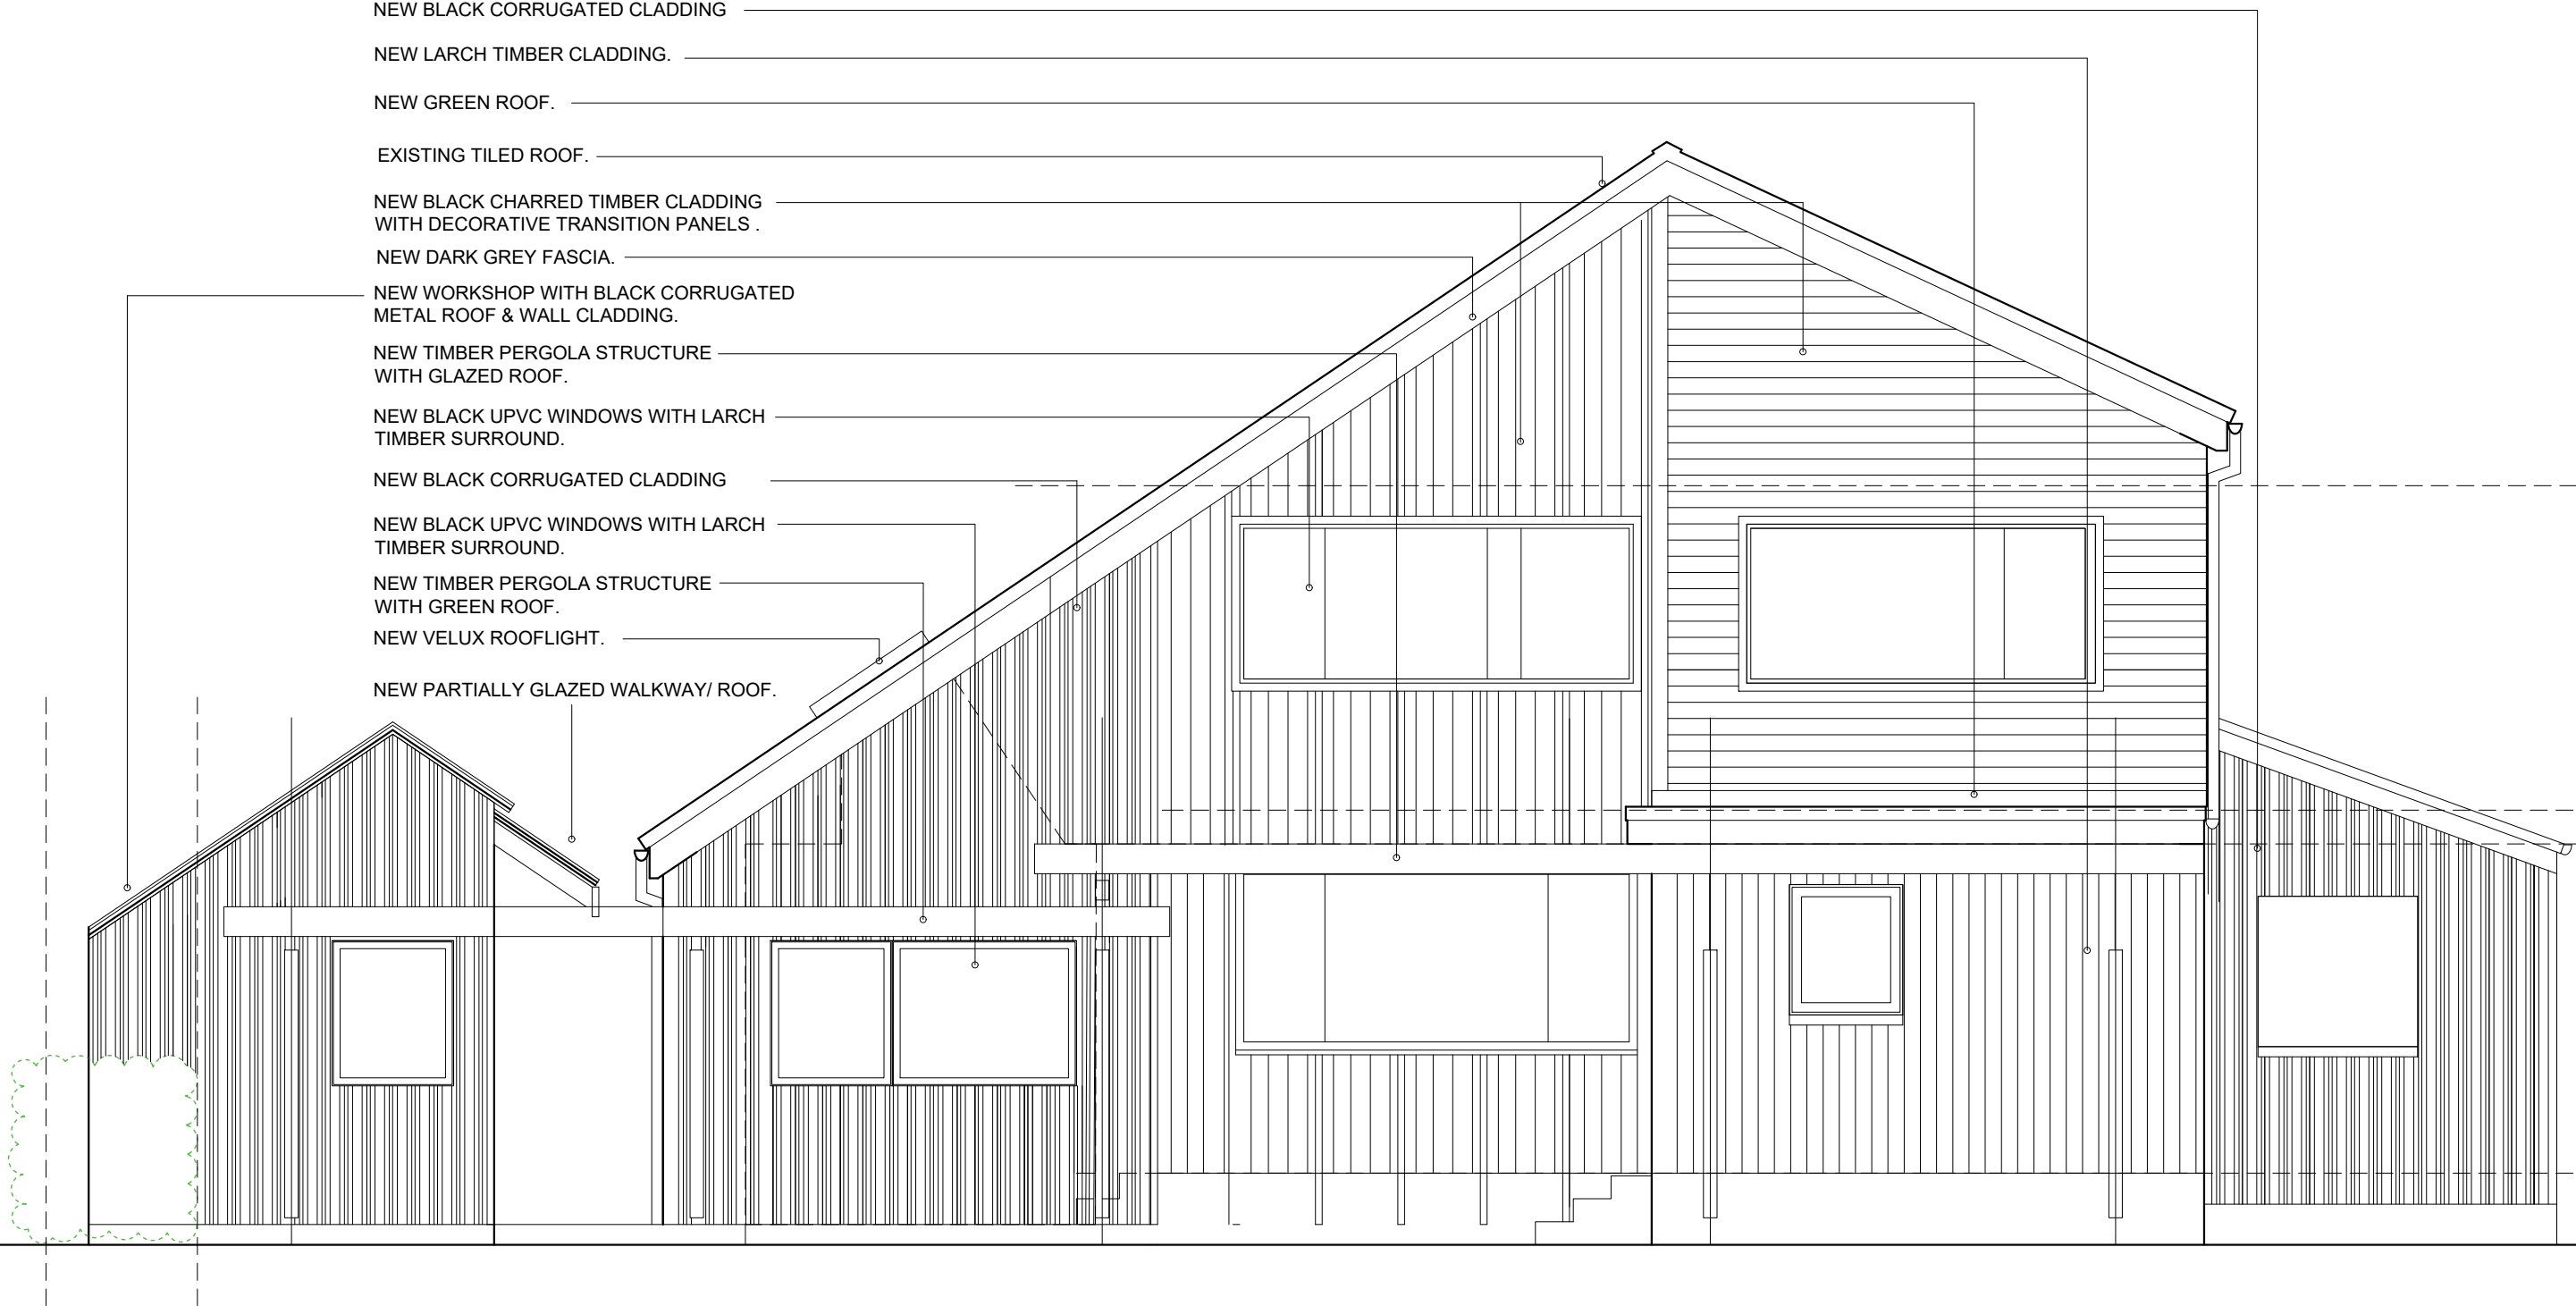 NEW BLACK CORRUGATED CLADDING
NEW LARCH TIMBER CLADDING.
NEW GREEN ROOF.
EXISTING TILED ROOF.
NEW BLACK CHARRED TIMBER CLADDING
WITH DECORATIVE TRANSITION PANELS .
NEW DARK GREY FASCIA.
NEW WORKSHOP WITH BLACK CORRUGATED
METAL ROOF & WALL CLADDING.
NEW TIMBER PERGOLA STRUCTURE
WITH GLAZED ROOF.
NEW BLACK UPVC WINDOWS WITH LARCH
TIMBER SURROUND.
NEW BLACK CORRUGATED CLADDING
NEW BLACK UPVC WINDOWS WITH LARCH
TIMBER SURROUND.
NEW TIMBER PERGOLA STRUCTURE
WITH GREEN ROOF.
NEW VELUX ROOFLIGHT.
NEW PARTIALLY GLAZED WALKWAY/ ROOF.